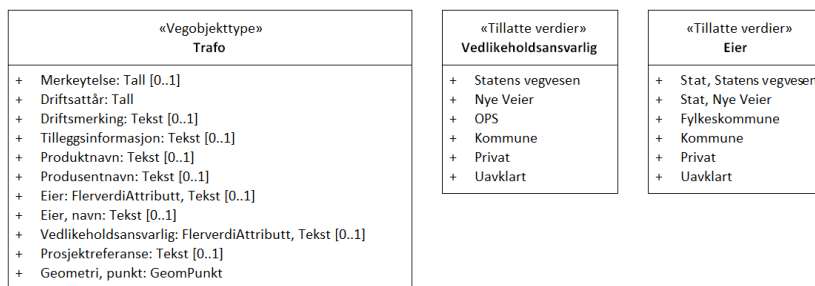 «Vegobjekttype»
Trafo
+ Merkeytelse: Tall [0..1]
+ Driftsattår: Tall
+ Driftsmerking: Tekst [0..1]
+ Tilleggsinformasjon: Tekst [0..1]
+ Produktnavn: Tekst [0..1]
+ Produsentnavn: Tekst [0..1]
+ Eier: FlerverdiAttributt, Tekst [0..1]
+ Eier, navn: Tekst [0..1]
+ Vedlikeholdsansvarlig: FlerverdiAttributt, Tekst [0..1]
+ Prosjektreferanse: Tekst [0..1]
+ Geometri, punkt: GeomPunkt
«Tillatte verdier»
Vedlikeholdsansvarlig
+ Statens vegvesen
+ Nye Veier
+ OPS
+ Kommune
+ Privat
+ Uavklart
«Tillatte verdier»
Eier
+ Stat, Statens vegvesen
+ Stat, Nye Veier
+ Fylkeskommune
+ Kommune
+ Privat
+ Uavklart